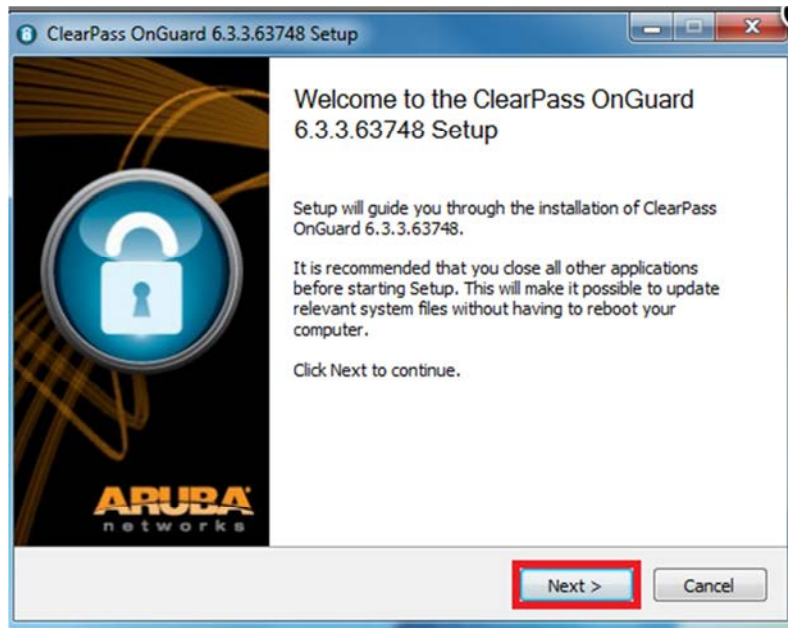 ClearPass OnGuard 6.3.3.63748 Setup
Welcome to the ClearPass OnGuard
6.3.3.63748 Setup
Setup will guide you through the installation of ClearPass
OnGuard 6.3.3.63748.
It is recommended that you close all other applications
before starting Setup. This will make it possible to update
relevant system files without having to reboot your
computer.
Click Next to continue.
ARUBA
networks
Next >
Cancel